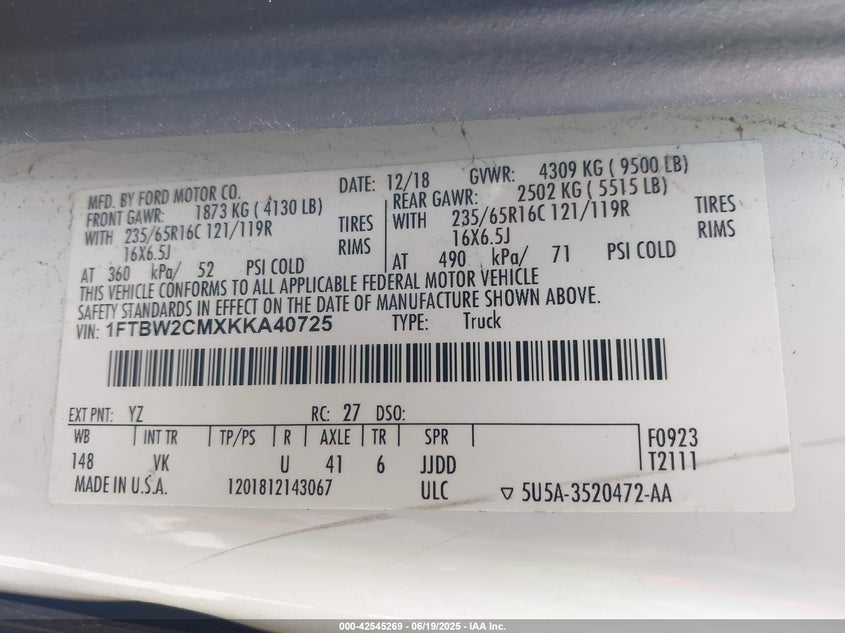 MFD. BY FORD MOTOR CO. DATE: 12/18 GVWR: 4309 KG ( 9500 LB)
FRONT GAWR: 1873 KG ( 4130 LB) REAR GAWR: 2502 KG ( 5515 LB)
WITH 235/65R16C 121/119R TIRES WITH 235/65R16C 121/119R TIRES
16X6.5J RIMS 16X6.5J RIMS
AT 360 kPa/ 52 PSI COLD AT 490 kPa/ 71 PSI COLD
THIS VEHICLE CONFORMS TO ALL APPLICABLE FEDERAL MOTOR VEHICLE
SAFETY STANDARDS IN EFFECT ON THE DATE OF MANUFACTURE SHOWN ABOVE.
VIN: 1FTBW2CMXKKA40725 TYPE: Truck
EXT PNT: YZ RC: 27 DSO:
WB INT TR TP/PS R AXLE TR SPR F0923
148 VK U 41 6 JJDD T2111
MADE IN U.S.A. 1201812143067 ULC ▽ 5U5A-3520472-AA
000-42545269 - 06/19/2025 - IAA Inc.